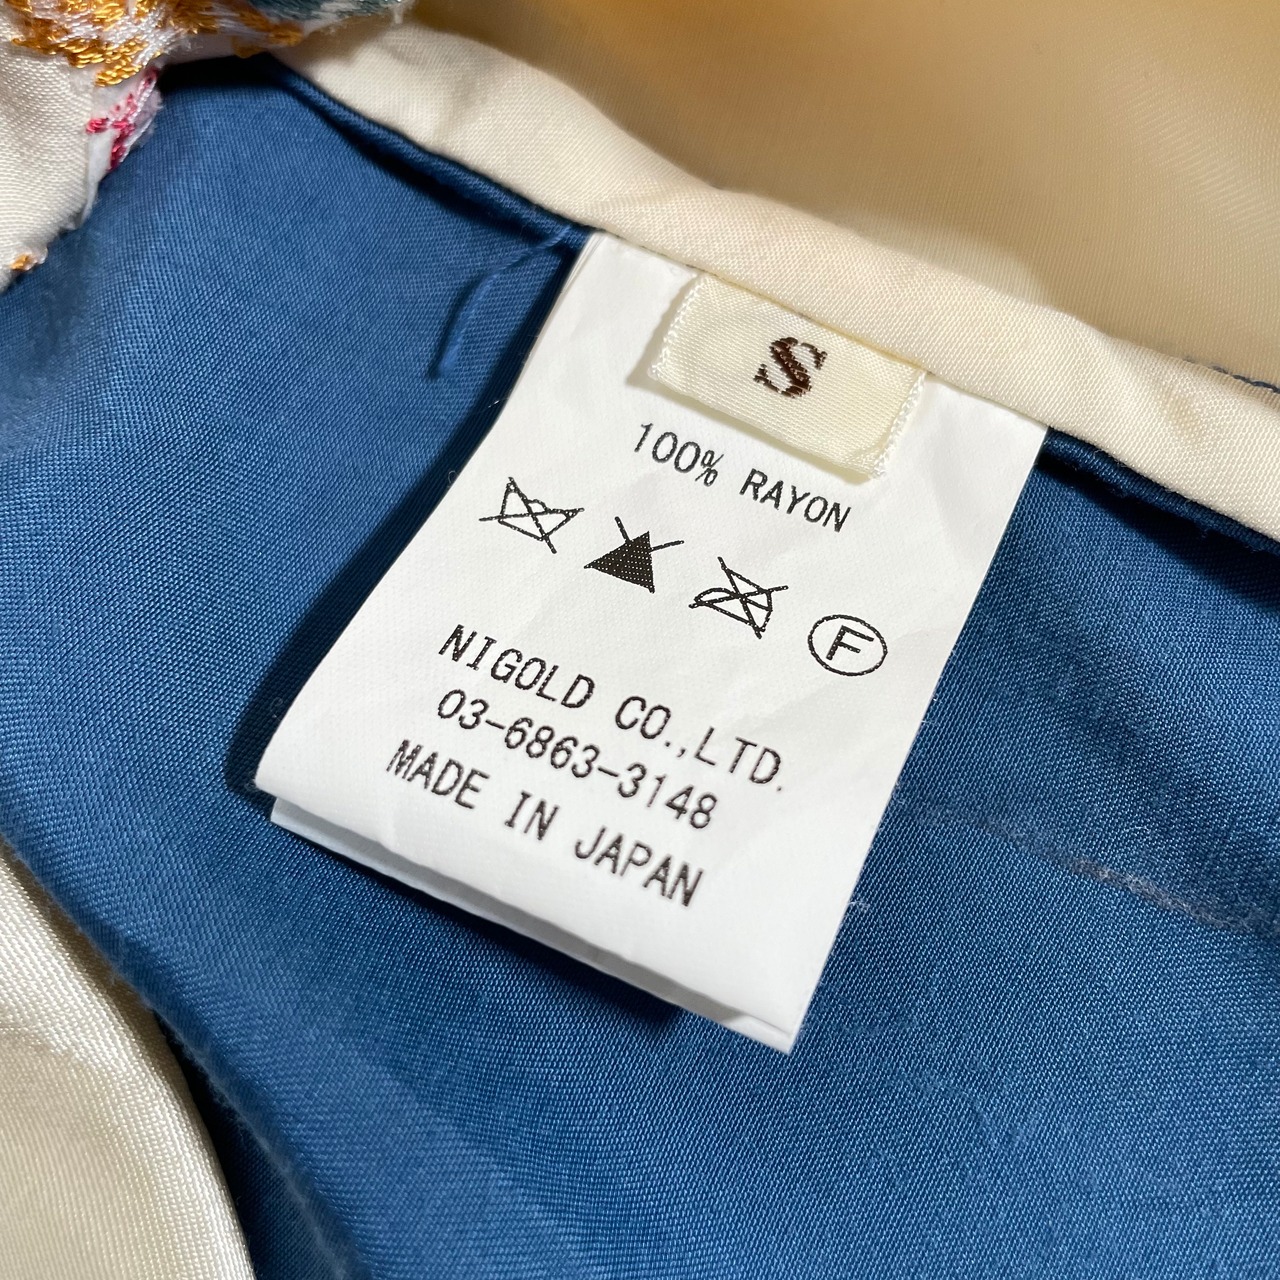 S
100% RAYON
F
NIGOLD CO.,LTD.
03-6863-3148
MADE IN JAPAN